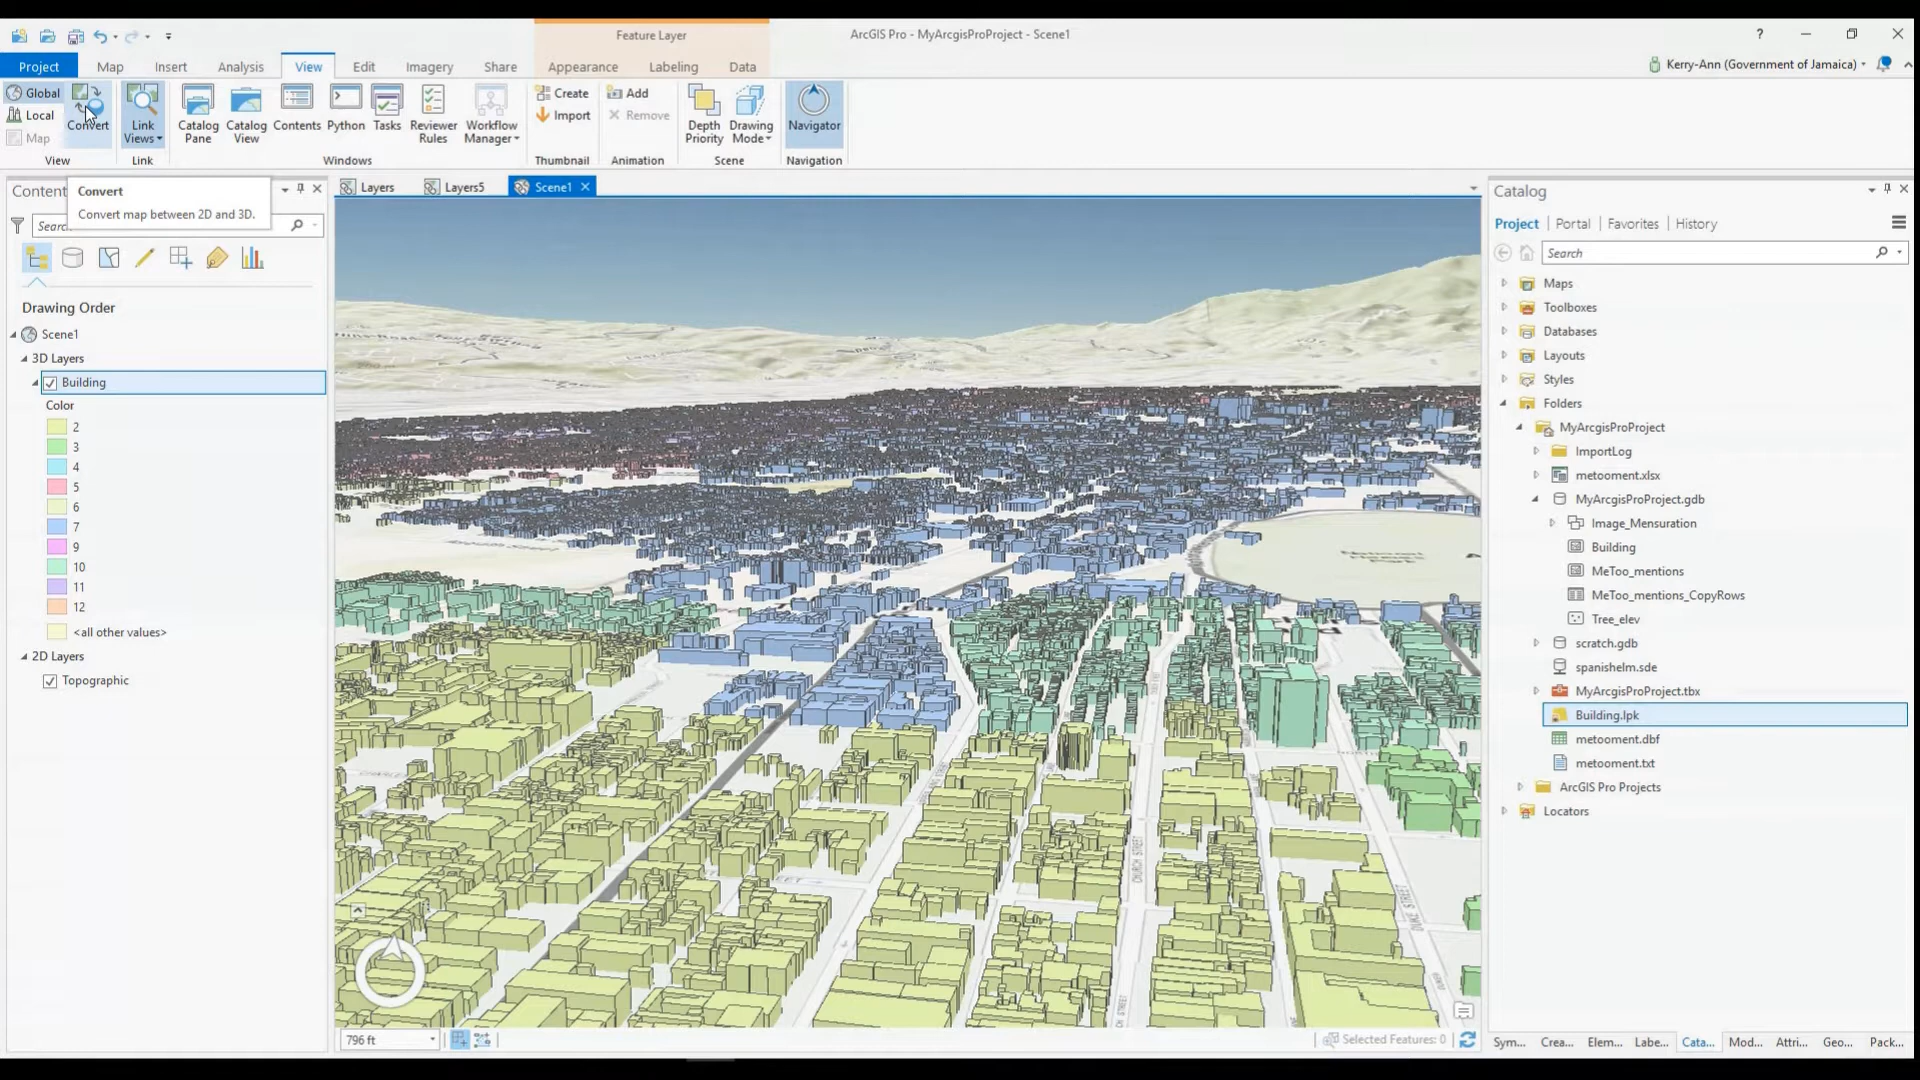 Feature Layer
ArcGIS Pro - MyArcgisProProject - Scene1
?
Project
Map
Insert
Analysis
View
Edit
Imagery
Share
Appearance
Labeling
Data
Kerry-Ann (Government of Jamaica)
Global
Local
Map
Convert
Link
Views
Catalog
Pane
Catalog
View
Contents
Python
Tasks
Reviewer
Rules
Workflow
Manager
Create
Import
Add
Remove
Depth
Priority
Drawing
Mode
Navigator
View
Link
Windows
Thumbnail
Animation
Scene
Navigation
Conten
Convert
Convert map between 2D and 3D.
Search
Drawing Order
Scene1
3D Layers
Building
Color
2
3
4
5
6
7
9
10
11
12
<all other values>
2D Layers
Topographic
Layers
Layers5
Scene1
CHURCH STREET
DUKE STREET
796 ft
Selected Features: 0
Catalog
Project
Portal
Favorites
History
Search
Maps
Toolboxes
Databases
Layouts
Styles
Folders
MyArcgisProProject
ImportLog
metooment.xlsx
MyArcgisProProject.gdb
Image_Mensuration
Building
MeToo_mentions
MeToo_mentions_CopyRows
Tree_elev
scratch.gdb
spanishelm.sde
MyArcgisProProject.tbx
Building.lpk
metooment.dbf
metooment.txt
ArcGIS Pro Projects
Locators
Sym...
Crea...
Elem...
Labe...
Cata...
Mod...
Attri...
Geo...
Pack...